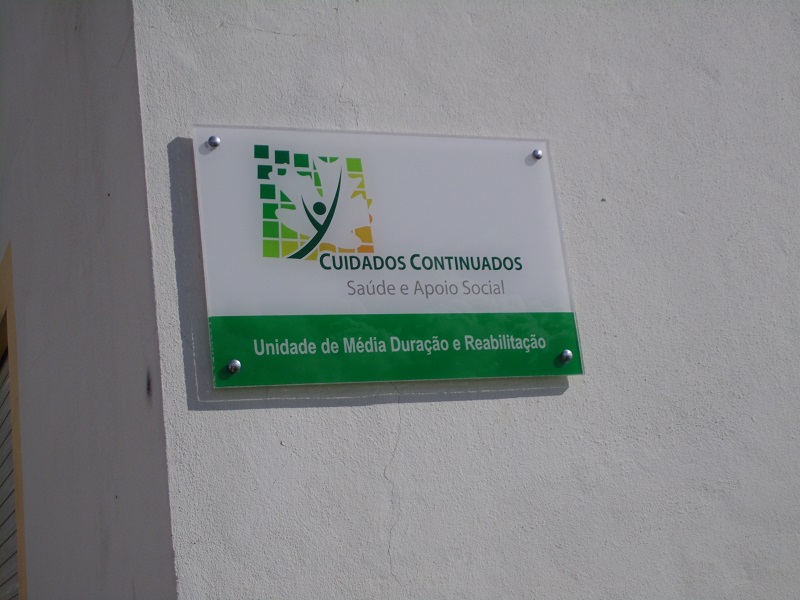 CUIDADOS CONTINUADOS
Saúde e Apoio Social
Unidade de Média Duração e Reabilitação